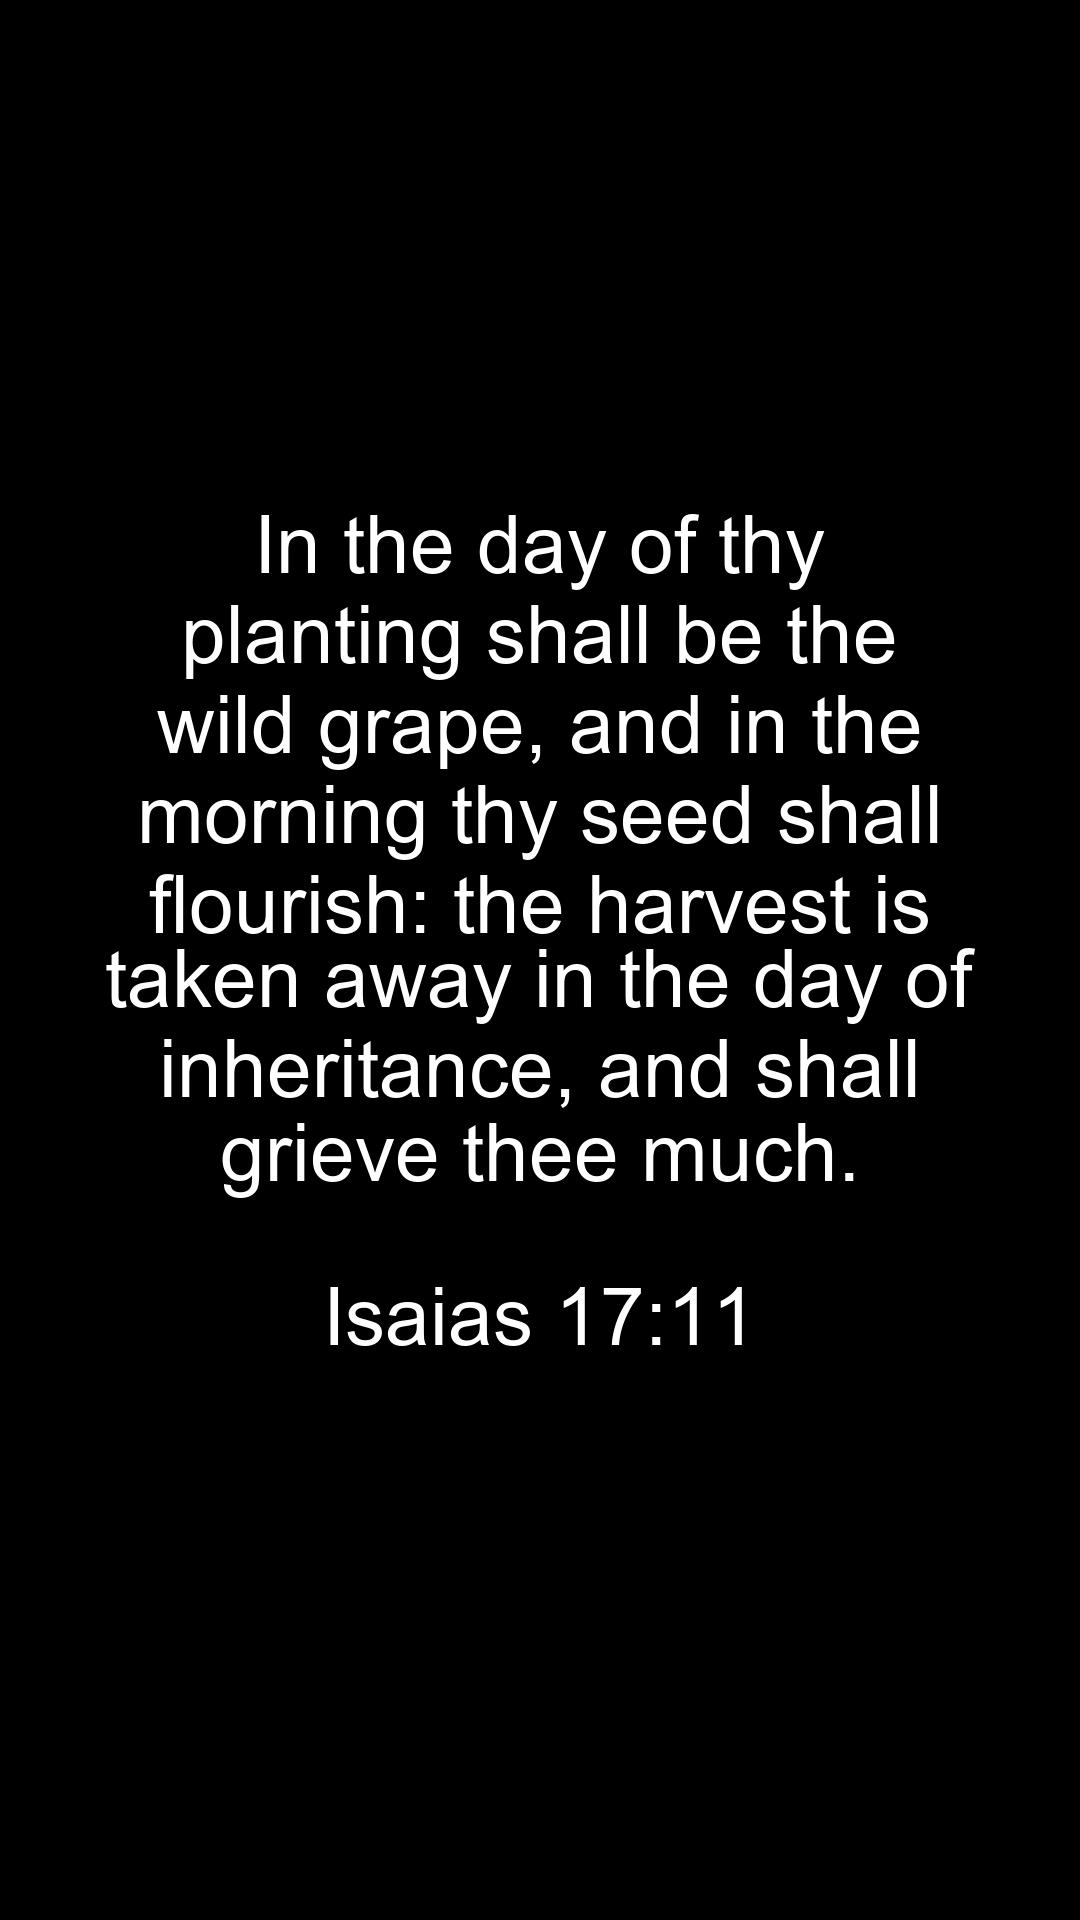 In the day of thy
planting shall be the
wild grape, and in the
morning thy seed shall
flourish: the harvest is
taken away in the day of
inheritance, and shall
grieve thee much.
Isaias 17:11